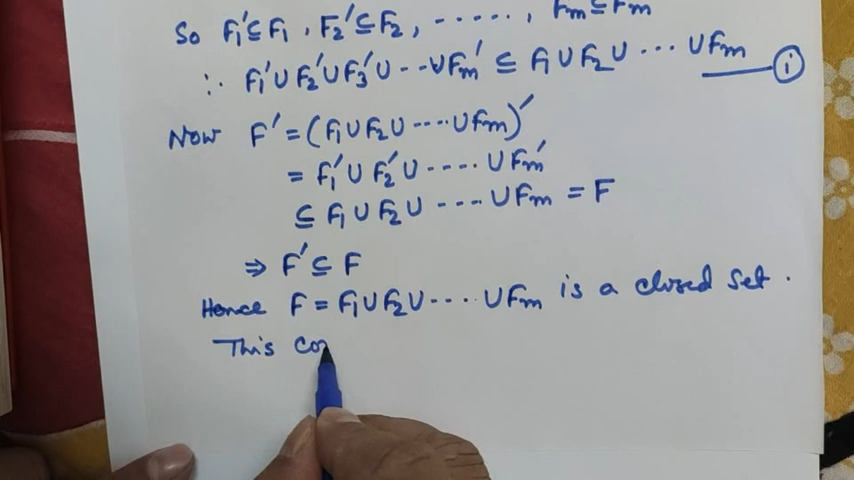 So F₁'⊆F₁, F₂'⊆F₂, ......, Fₘ⊆Fₘ
∴ F₁'∪F₂'∪F₃'∪--∪Fₘ' ⊆ F₁∪F₂∪ ... ∪Fₘ —— (i)
Now F' = (F₁∪F₂∪ ---- ∪Fₘ)'
= F₁'∪F₂'∪ ---- ∪Fₘ'
⊆ F₁∪F₂∪ ---- ∪Fₘ = F
⇒ F'⊆ F
Hence F = F₁∪F₂∪ ---- ∪Fₘ is a closed set.
This co